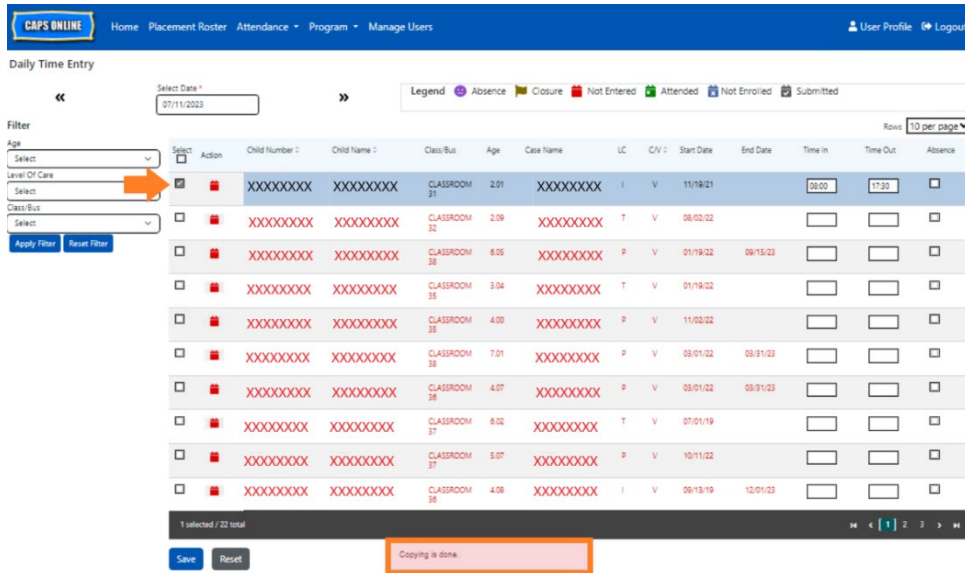 CAPS ONLINE Home Placement Roster Attendance Program Manage Users User Profile Logout
Daily Time Entry
Select Date *
07/11/2023
Legend Absence Closure Not Entered Attended Not Enrolled Submitted
Filter
Rows 10 per page
Age
Select
Level Of Care
Select
Class/Bus
Select
Apply Filter Reset Filter
Select Action Child Number Child Name Class/Bus Age Case Name LC C/V Start Date End Date Time In Time Out Absence
XXXXXXXX XXXXXXXX CLASSROOM 31 2.01 XXXXXXXX I V 11/19/21 08:00 17:30
XXXXXXXX XXXXXXXX CLASSROOM 32 2.09 XXXXXXXX T V 08/02/22
XXXXXXXX XXXXXXXX CLASSROOM 38 6.05 XXXXXXXX P V 01/19/22 09/15/23
XXXXXXXX XXXXXXXX CLASSROOM 35 3.04 XXXXXXXX T V 01/19/22
XXXXXXXX XXXXXXXX CLASSROOM 35 4.00 XXXXXXXX P V 11/02/22
XXXXXXXX XXXXXXXX CLASSROOM 38 7.01 XXXXXXXX P V 03/01/22 03/31/23
XXXXXXXX XXXXXXXX CLASSROOM 36 4.07 XXXXXXXX P V 03/01/22 03/31/23
XXXXXXXX XXXXXXXX CLASSROOM 37 6.02 XXXXXXXX T V 07/01/19
XXXXXXXX XXXXXXXX CLASSROOM 37 5.07 XXXXXXXX P V 10/11/22
XXXXXXXX XXXXXXXX CLASSROOM 36 4.08 XXXXXXXX I V 09/13/19 12/01/23
1 selected / 22 total 1 2 3
Save Reset Copying is done.